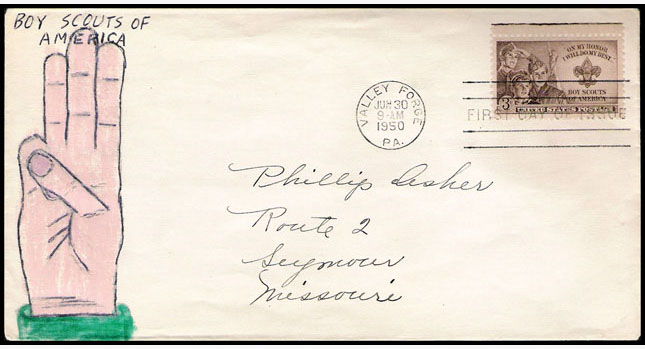 BOY SCOUTS OF
AMERICA
ON MY HONOR
I WILL DO MY BEST
BOY SCOUTS
OF AMERICA
3¢
UNITED STATES POSTAGE
VALLEY FORGE
JUN 30
9-AM
1950
PA.
FIRST DAY OF ISSUE
Phillip Asher
Route 2
Seymour
Missouri